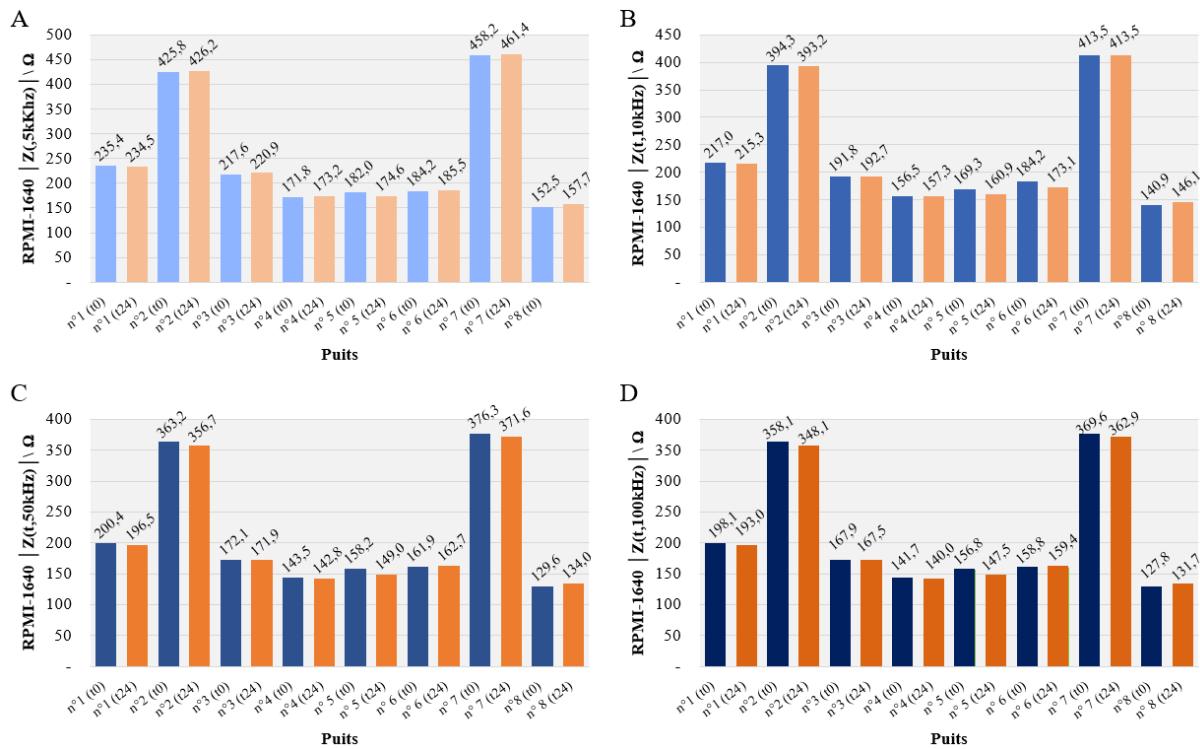 A
RPMI-1640 | Z(,5kKhz) | \ Ω
500
450
400
350
300
250
200
150
100
50
-
235,4
234,5
425,8
426,2
217,6
220,9
171,8
173,2
182,0
174,6
184,2
185,5
458,2
461,4
152,5
157,7
n°1 (t0)
n°1 (t24)
n°2 (t0)
n°2 (t24)
n°3 (t0)
n°3 (t24)
n°4 (t0)
n°4 (t24)
n° 5 (t0)
n° 5 (t24)
n° 6 (t0)
n° 6 (t24)
n° 7 (t0)
n° 7 (t24)
n°8 (t0)
Puits
B
RPMI-1640 | Z(t,10kHz) | \ Ω
450
400
350
300
250
200
150
100
50
-
217,0
215,3
394,3
393,2
191,8
192,7
156,5
157,3
169,3
160,9
184,2
173,1
413,5
413,5
140,9
146,1
n°1 (t0)
n°1 (t24)
n°2 (t0)
n°2 (t24)
n°3 (t0)
n°3 (t24)
n°4 (t0)
n°4 (t24)
n° 5 (t0)
n° 5 (t24)
n° 6 (t0)
n° 6 (t24)
n° 7 (t0)
n° 7 (t24)
n°8 (t0)
n° 8 (t24)
Puits
C
RPMI-1640 | Z(t,50kHz) | \ Ω
400
350
300
250
200
150
100
50
-
200,4
196,5
363,2
356,7
172,1
171,9
143,5
142,8
158,2
149,0
161,9
162,7
376,3
371,6
129,6
134,0
n°1 (t0)
n°1 (t24)
n°2 (t0)
n°2 (t24)
n°3 (t0)
n°3 (t24)
n°4 (t0)
n°4 (t24)
n° 5 (t0)
n° 5 (t24)
n° 6 (t0)
n° 6 (t24)
n° 7 (t0)
n° 7 (t24)
n°8 (t0)
n° 8 (t24)
Puits
D
RPMI-1640 | Z(t,100kHz) | \ Ω
400
350
300
250
200
150
100
50
-
198,1
193,0
358,1
348,1
167,9
167,5
141,7
140,0
156,8
147,5
158,8
159,4
369,6
362,9
127,8
131,7
n°1 (t0)
n°1 (t24)
n°2 (t0)
n°2 (t24)
n°3 (t0)
n°3 (t24)
n°4 (t0)
n°4 (t24)
n° 5 (t0)
n° 5 (t24)
n° 6 (t0)
n° 6 (t24)
n° 7 (t0)
n° 7 (t24)
n°8 (t0)
n° 8 (t24)
Puits